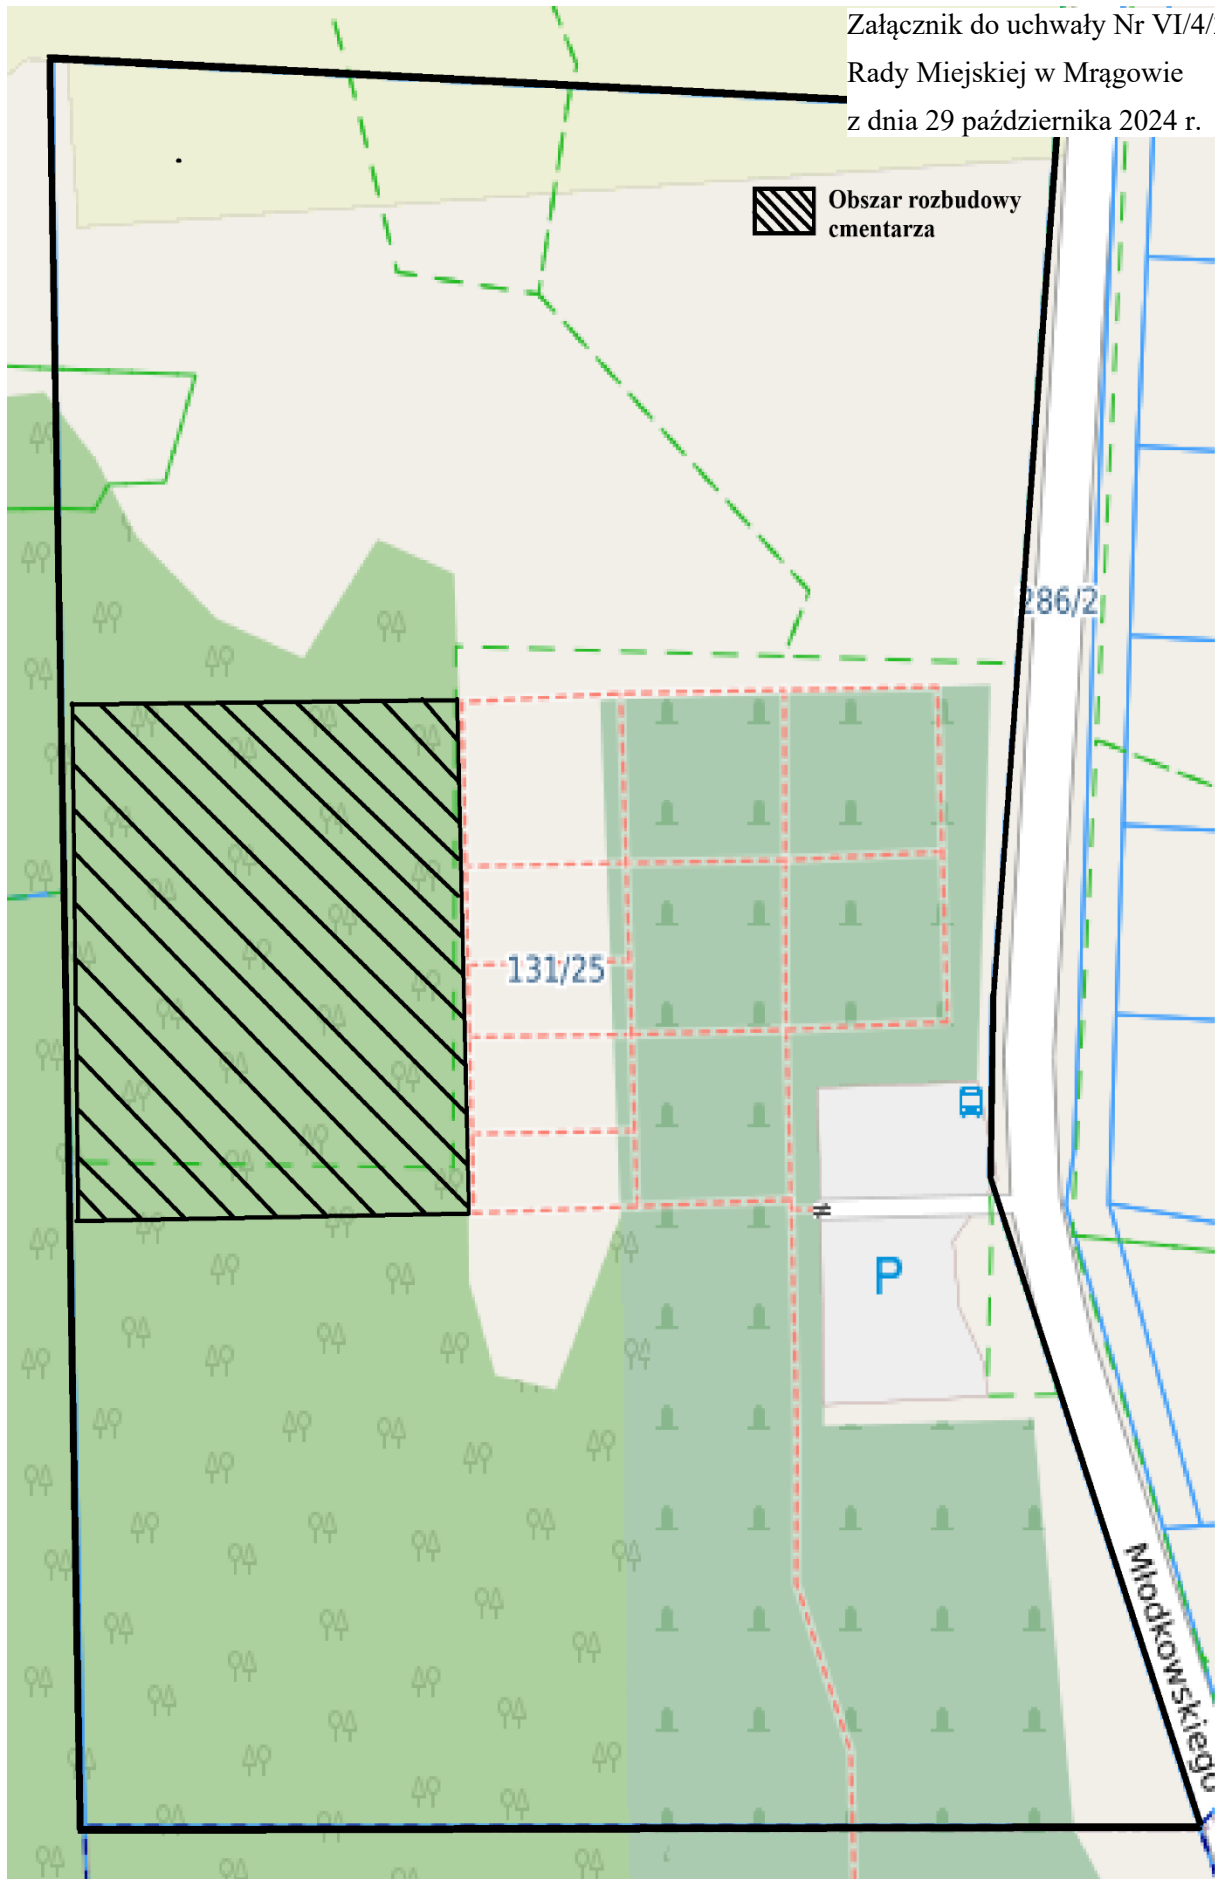 Załącznik do uchwały Nr VI/4/
Rady Miejskiej w Mrągowie
z dnia 29 października 2024 r.
Obszar rozbudowy
cmentarza
286/2
131/25
P
Młodkowskiego